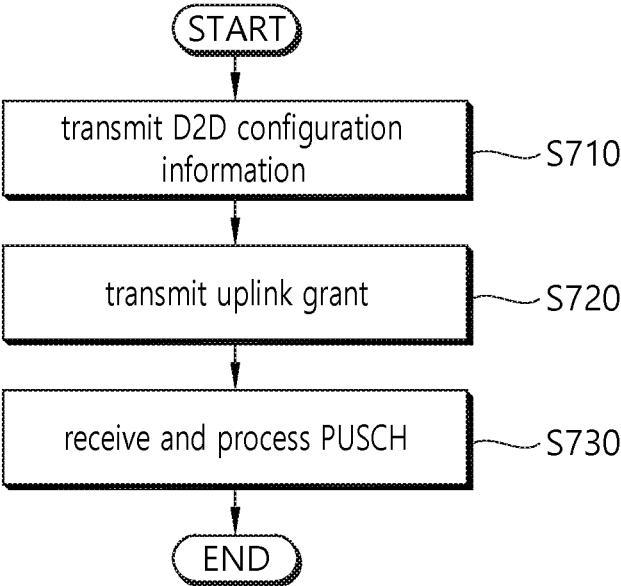 START
transmit D2D configuration
information
S710
transmit uplink grant
S720
receive and process PUSCH
S730
END